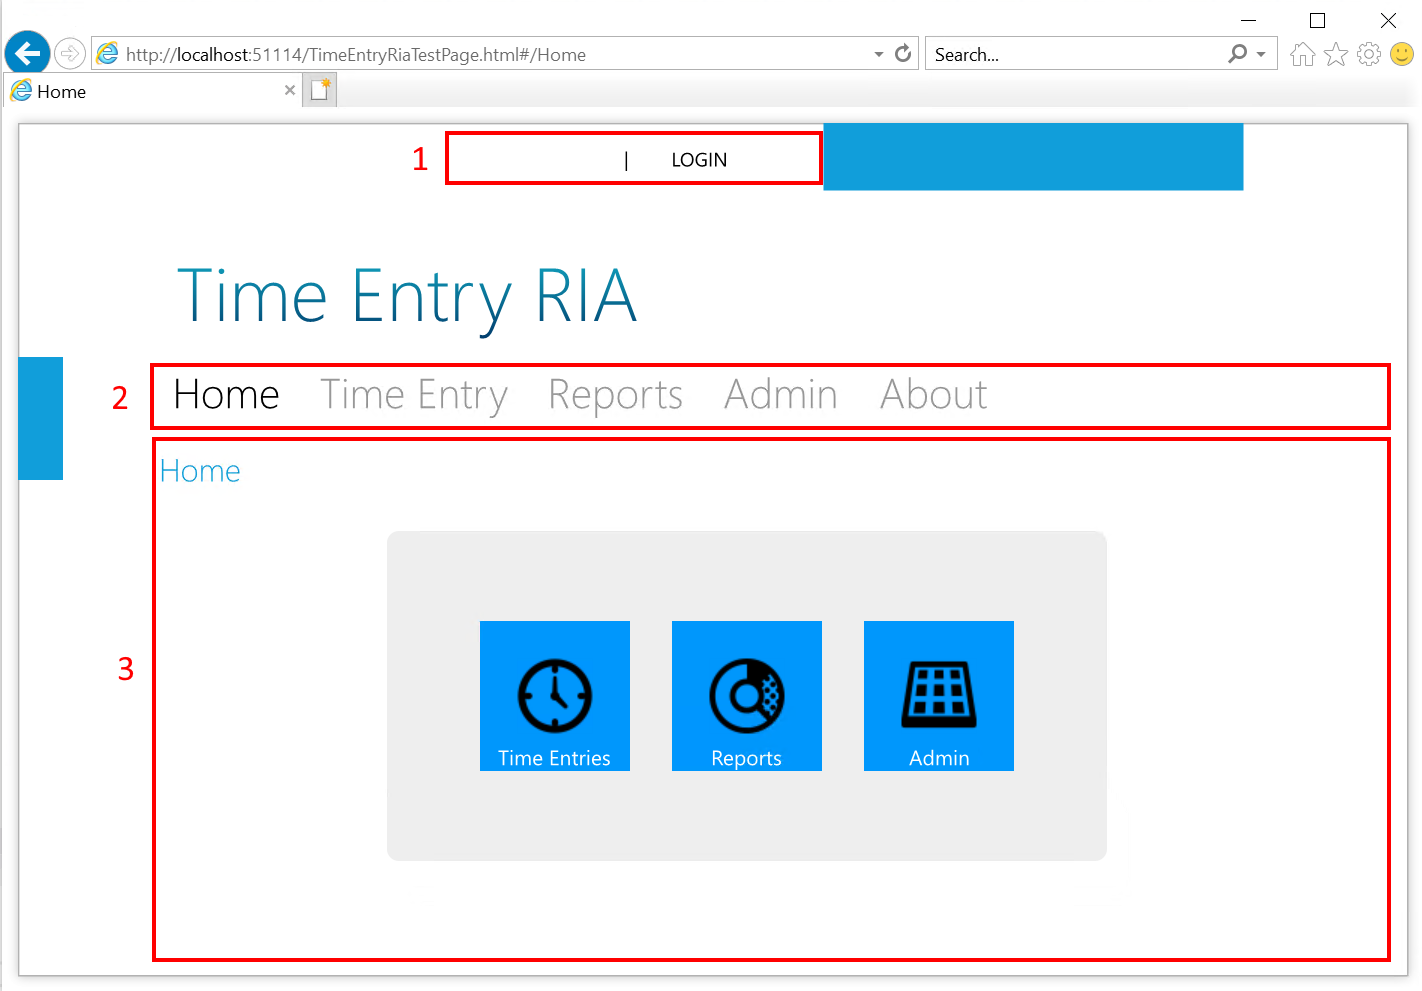 http://localhost:51114/TimeEntryRiaTestPage.html#/Home
Search...
Home
1
| LOGIN
Time Entry RIA
2
Home Time Entry Reports Admin About
Home
3
Time Entries Reports Admin